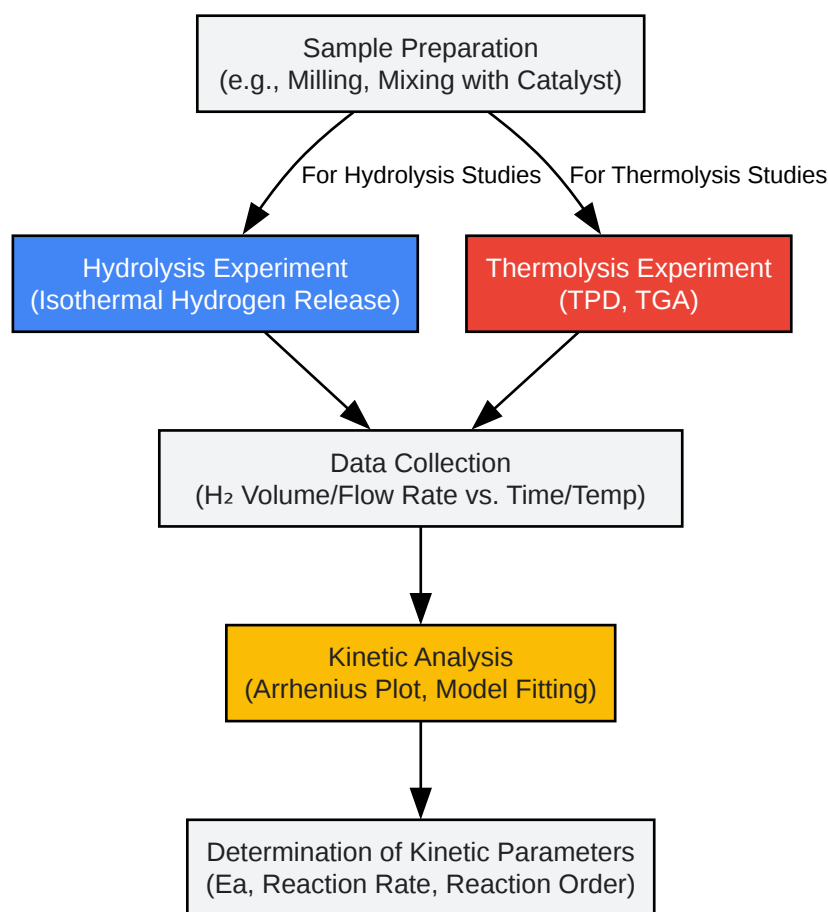 Sample Preparation
(e.g., Milling, Mixing with Catalyst)
For Hydrolysis Studies
For Thermolysis Studies
Hydrolysis Experiment
(Isothermal Hydrogen Release)
Thermolysis Experiment
(TPD, TGA)
Data Collection
(H₂ Volume/Flow Rate vs. Time/Temp)
Kinetic Analysis
(Arrhenius Plot, Model Fitting)
Determination of Kinetic Parameters
(Ea, Reaction Rate, Reaction Order)